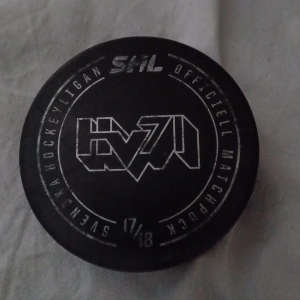 SHL
SVENSKA HOCKEYLIGAN OFFICIELL MATCHPUCK
HV71
17/18